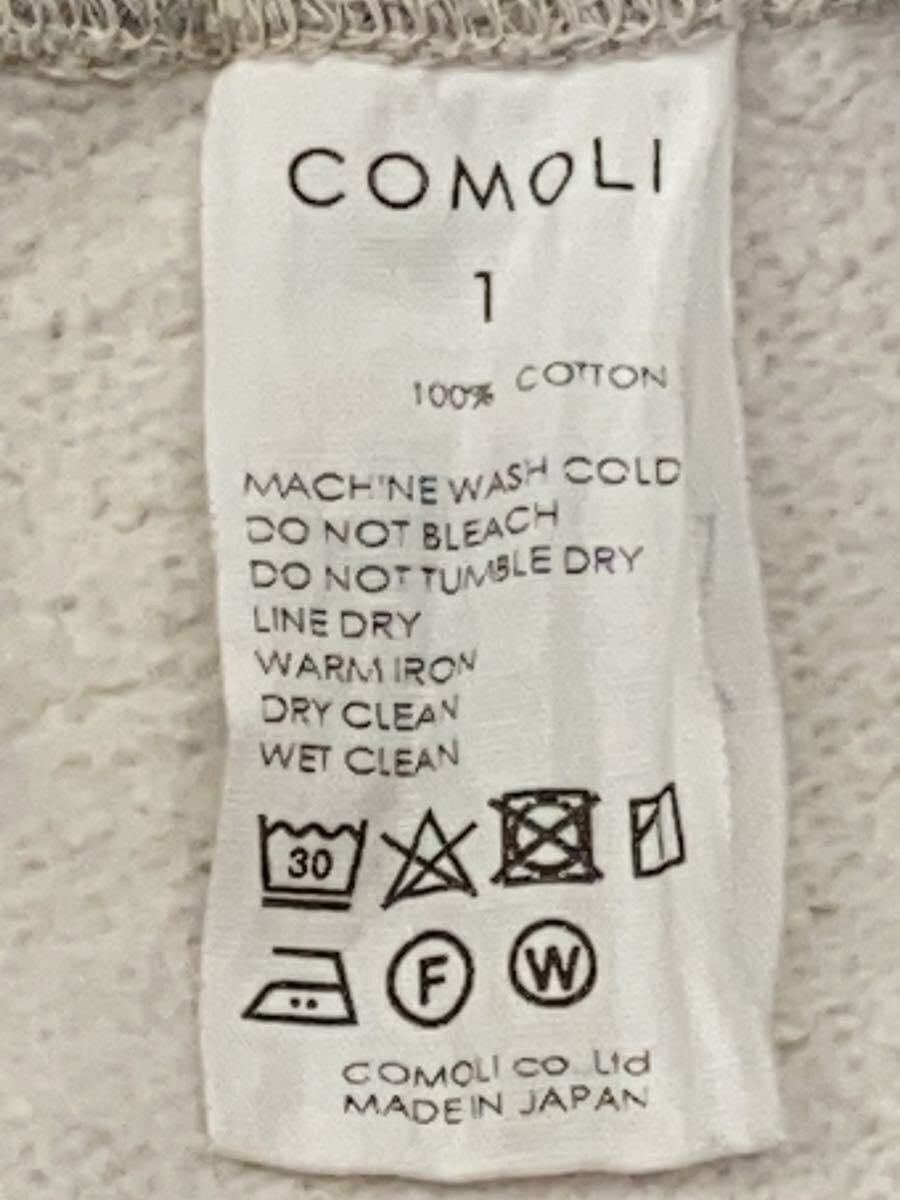 COMOLI
1
100% COTTON
MACHINE WASH COLD
DO NOT BLEACH
DO NOT TUMBLE DRY
LINE DRY
WARM IRON
DRY CLEAN
WET CLEAN
30
F W
COMOLI co. Ltd
MADE IN JAPAN